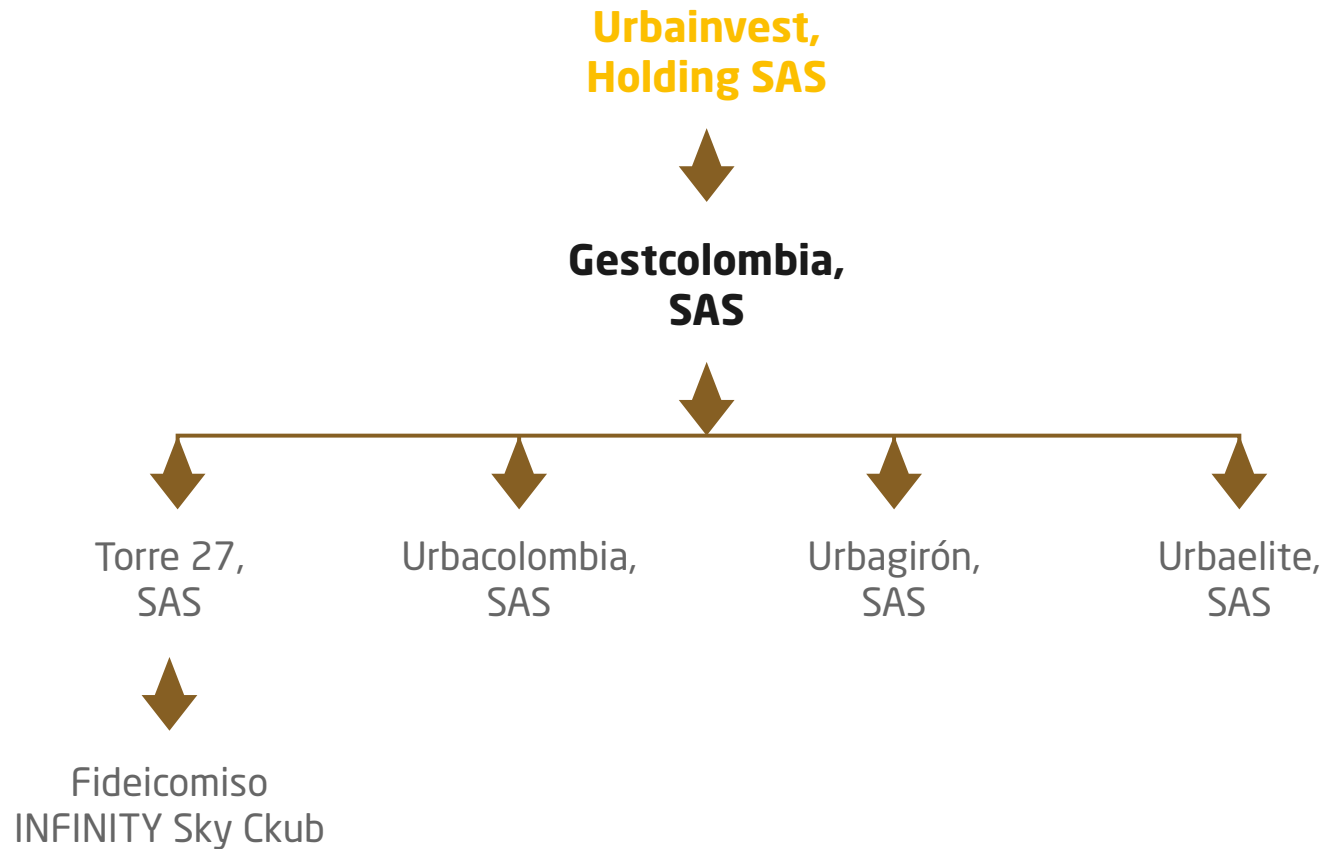 Urbainvest,
Holding SAS
Gestcolombia,
SAS
Torre 27,
SAS
Urbacolombia,
SAS
Urbagirón,
SAS
Urbaelite,
SAS
Fideicomiso
INFINITY Sky Ckub